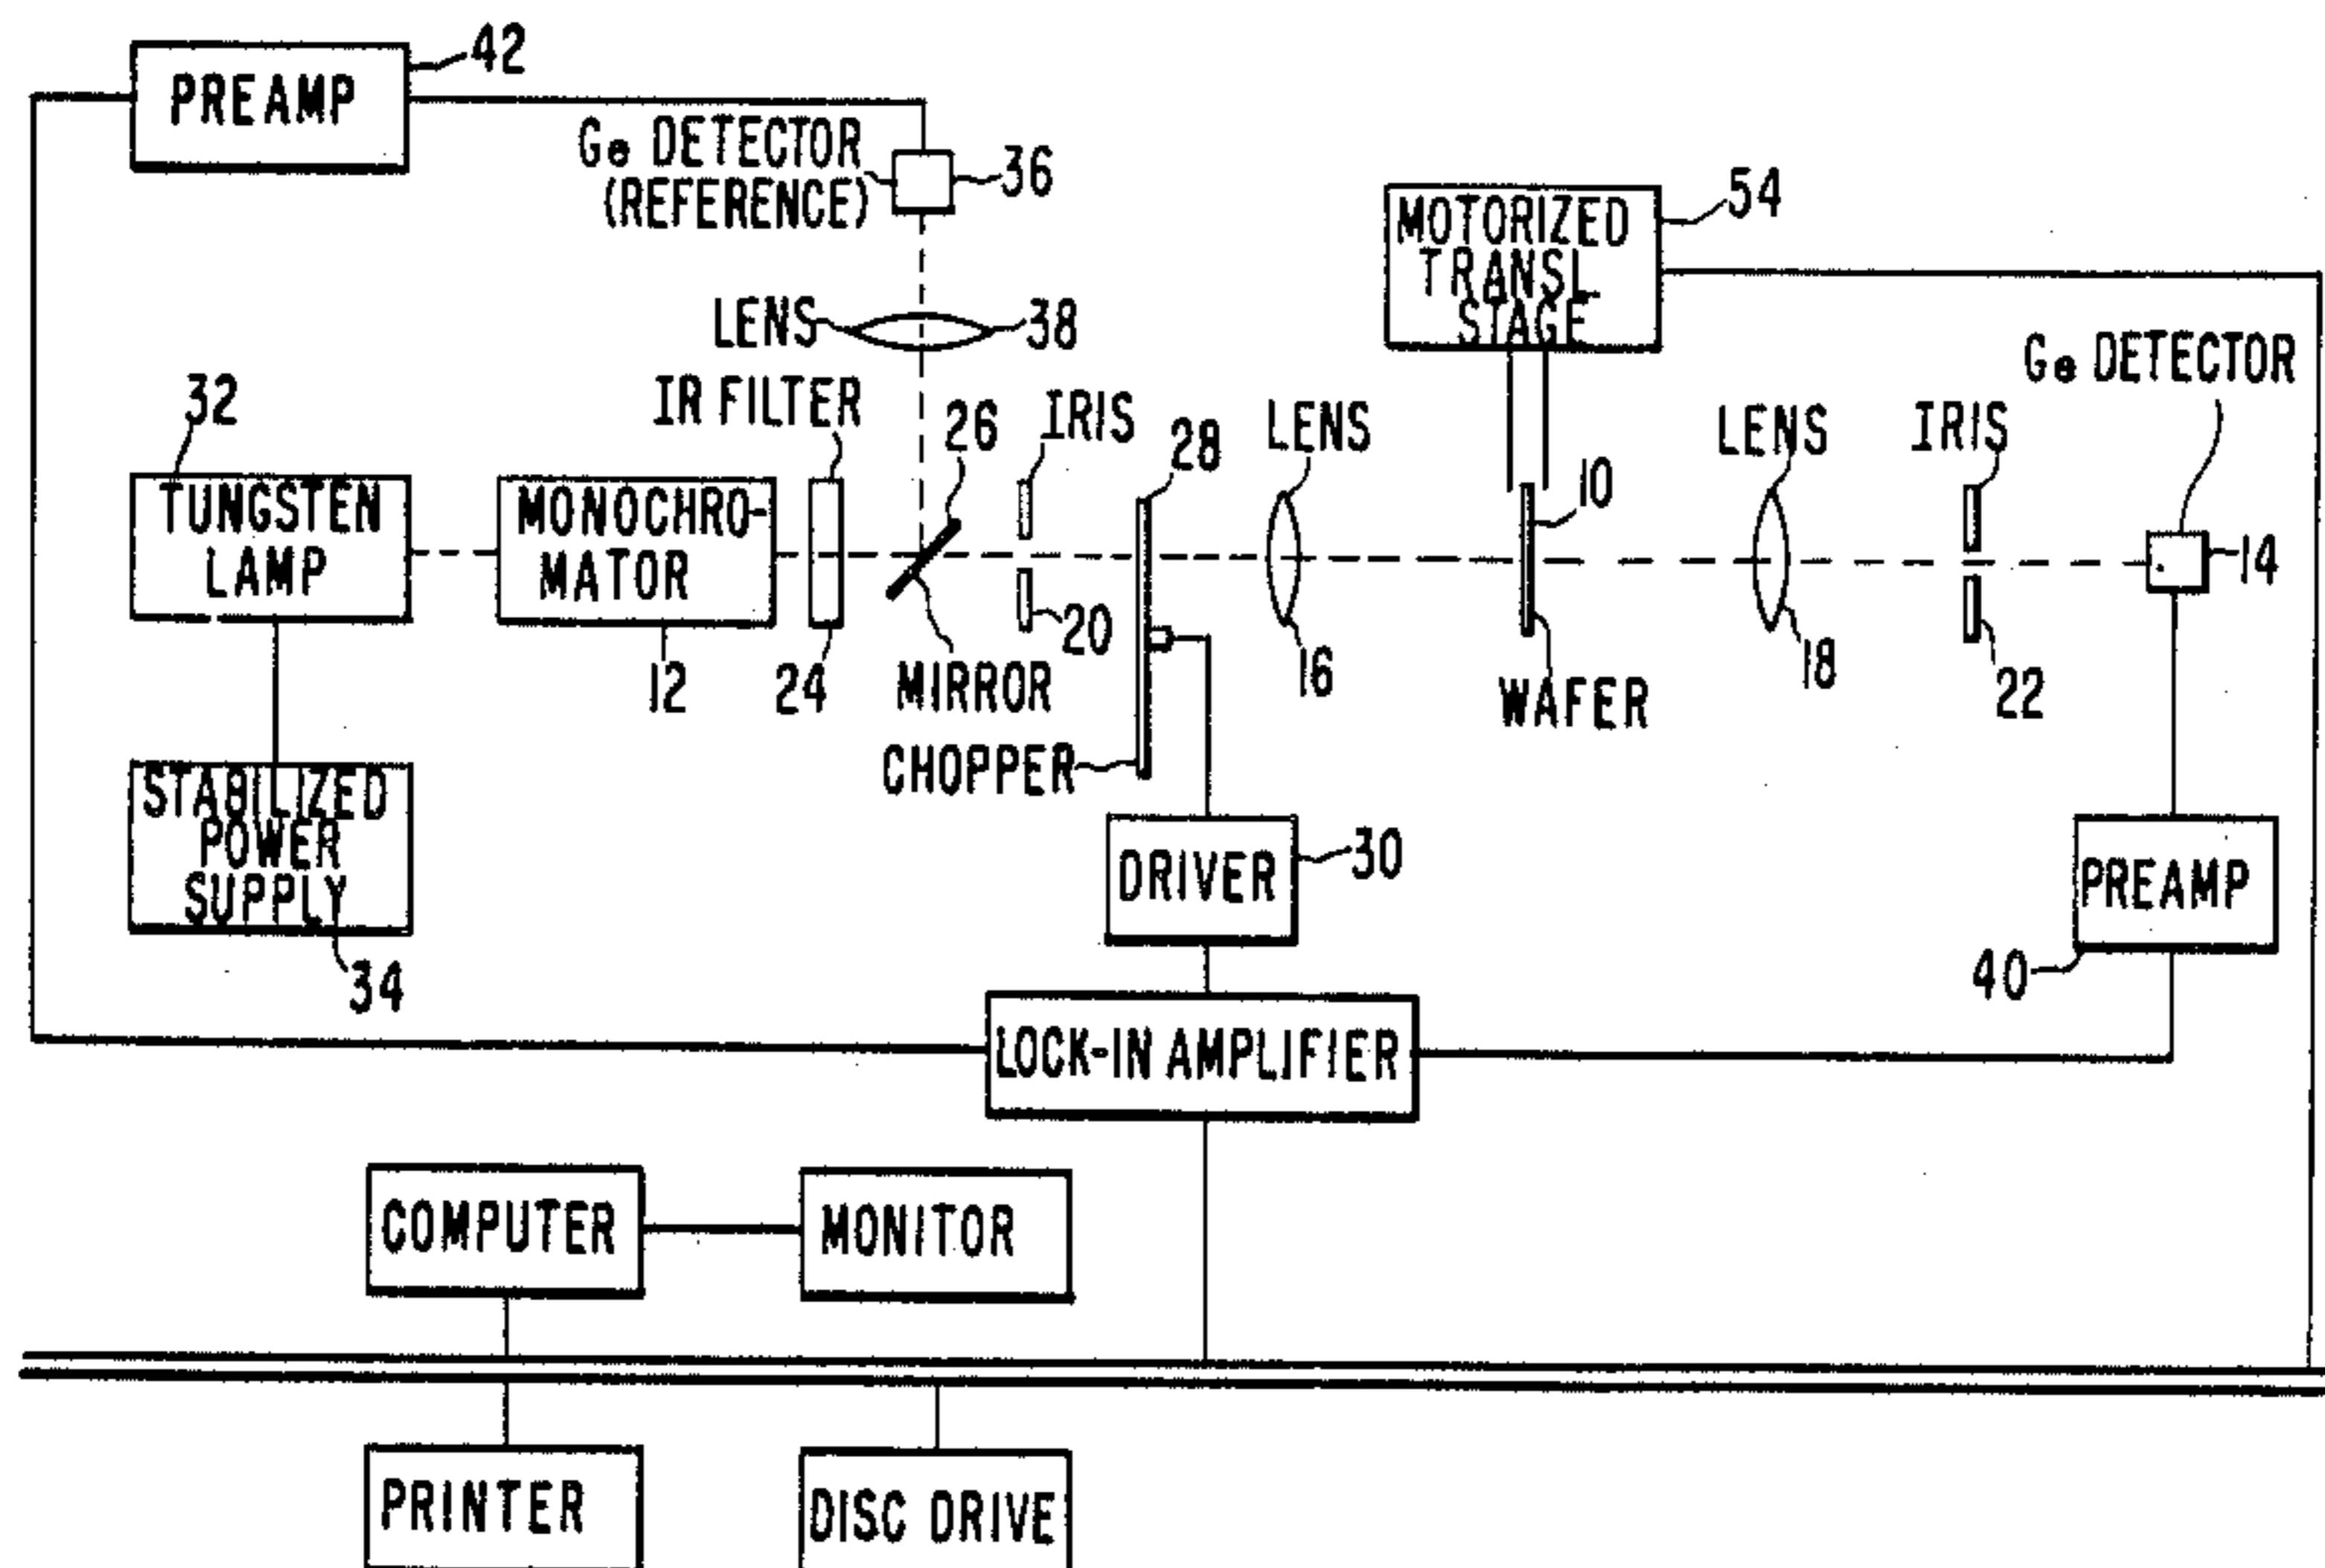 42
PREAMP
Ge DETECTOR
(REFERENCE)
36
MOTORIZED
TRANSL.
STAGE
54
LENS
38
Ge DETECTOR
32
IR FILTER
26
IRIS
28
LENS
10
LENS
IRIS
TUNGSTEN
LAMP
MONOCHRO-
MATOR
14
12
24
MIRROR
20
16
WAFER
18
22
CHOPPER
STABILIZED
POWER
SUPPLY
34
DRIVER
30
PREAMP
40
LOCK-IN AMPLIFIER
COMPUTER
MONITOR
PRINTER
DISC DRIVE